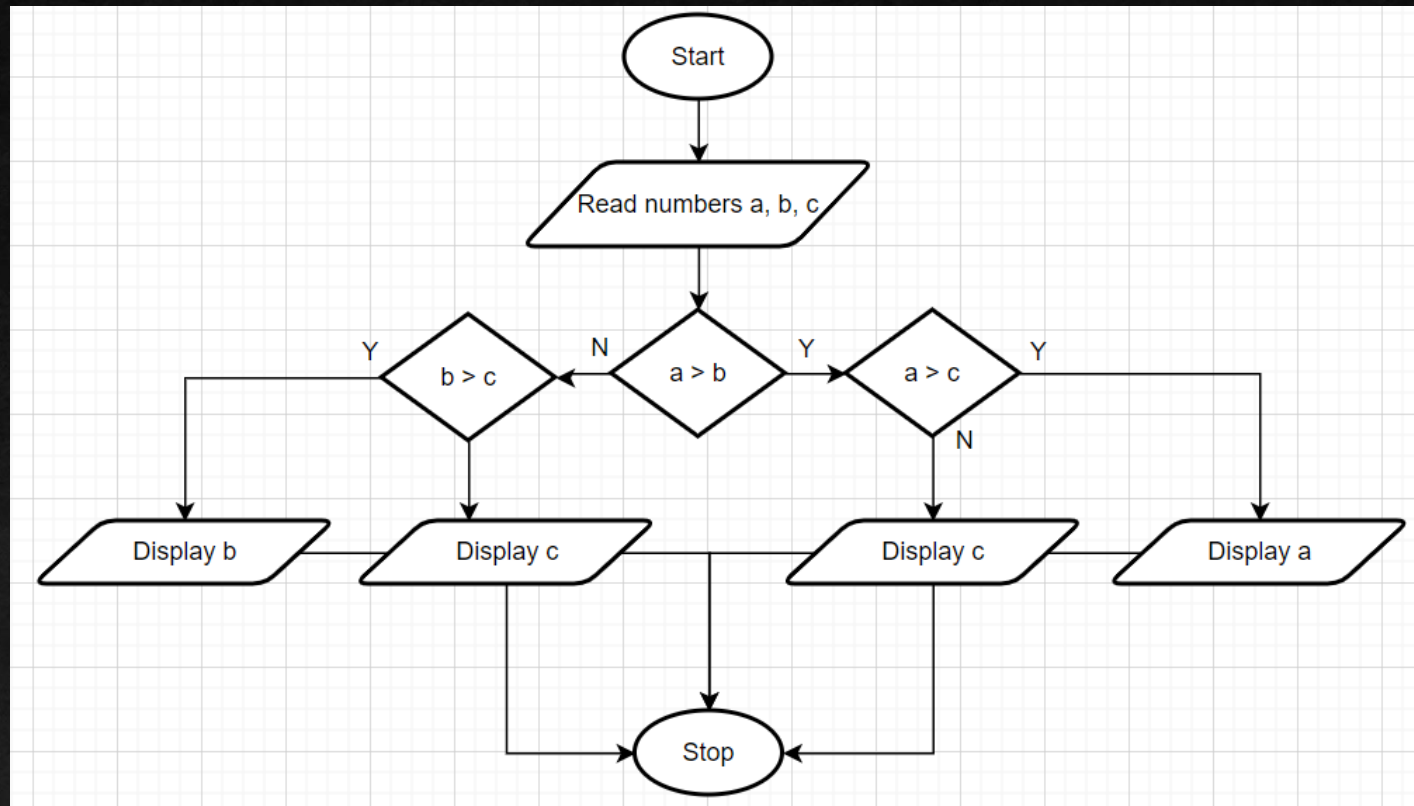 Start
Read numbers a, b, c
Y
b > c
N
a > b
Y
a > c
Y
N
Display b
Display c
Display c
Display a
Stop